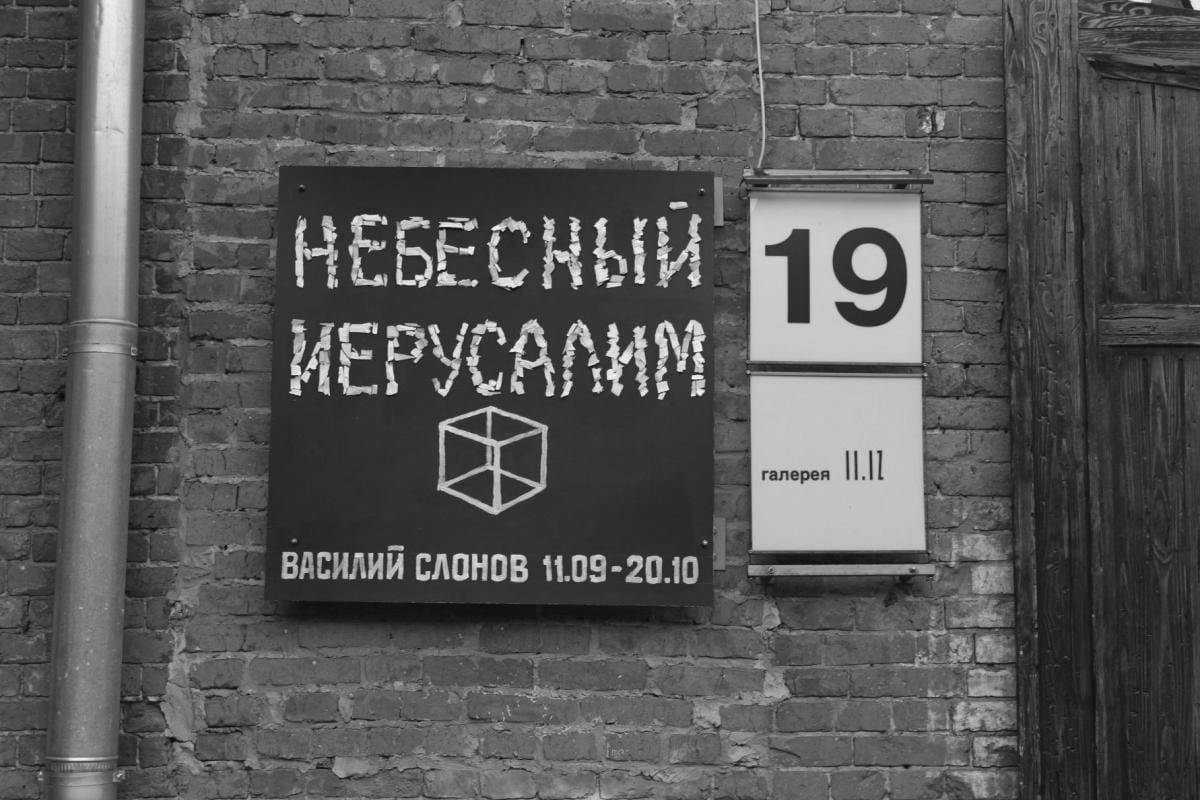 НЕБЕСНЫЙ
ИЕРУСАЛИМ
ВАСИЛИЙ СЛОНОВ 11.09-20.10
19
галерея 11.12